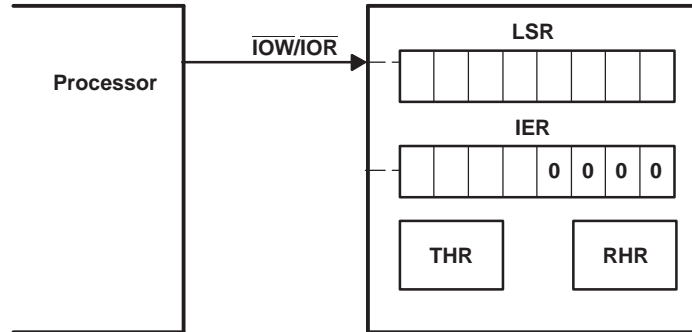 LSR
IOW/IOR
Processor
IER
0 0 0 0
THR RHR